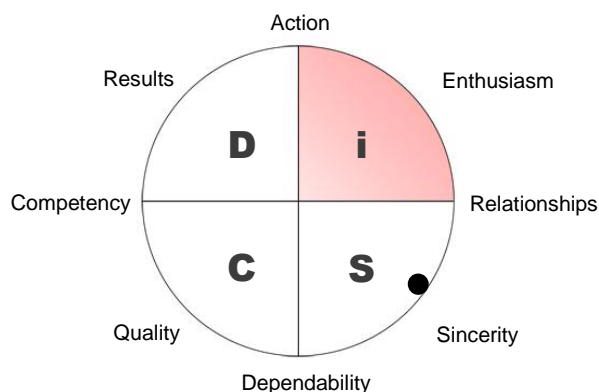 Action
Results
Enthusiasm
D
i
Competency
Relationships
C
S
Quality
Sincerity
Dependability